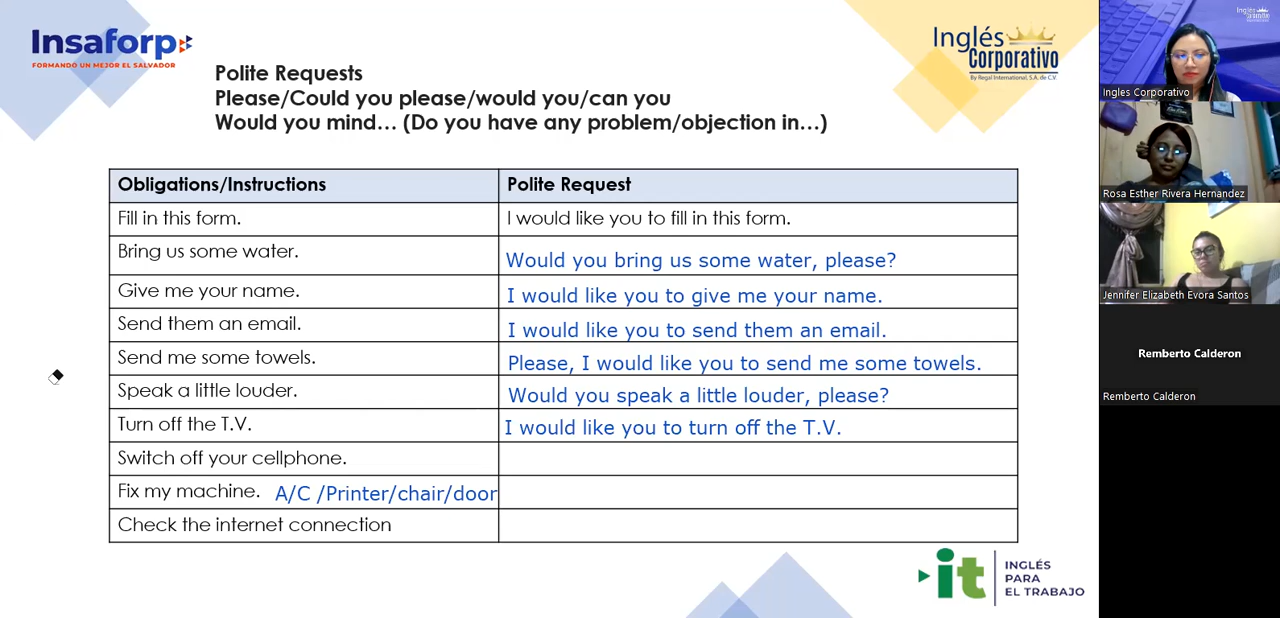 Insaforp
FORMANDO UN MEJOR EL SALVADOR
Inglés
Corporativo
By Regal International, S.A. de C.V.
Polite Requests
Please/Could you please/would you/can you
Would you mind… (Do you have any problem/objection in…)
Obligations/Instructions Polite Request
Fill in this form. I would like you to fill in this form.
Bring us some water. Would you bring us some water, please?
Give me your name. I would like you to give me your name.
Send them an email. I would like you to send them an email.
Send me some towels. Please, I would like you to send me some towels.
Speak a little louder. Would you speak a little louder, please?
Turn off the T.V. I would like you to turn off the T.V.
Switch off your cellphone.
Fix my machine. A/C /Printer/chair/door
Check the internet connection
it
INGLÉS
PARA
EL TRABAJO
Inglés
Corporativo
Ingles Corporativo
Rosa Esther Rivera Hernandez
Jennifer Elizabeth Evora Santos
Remberto Calderon
Remberto Calderon